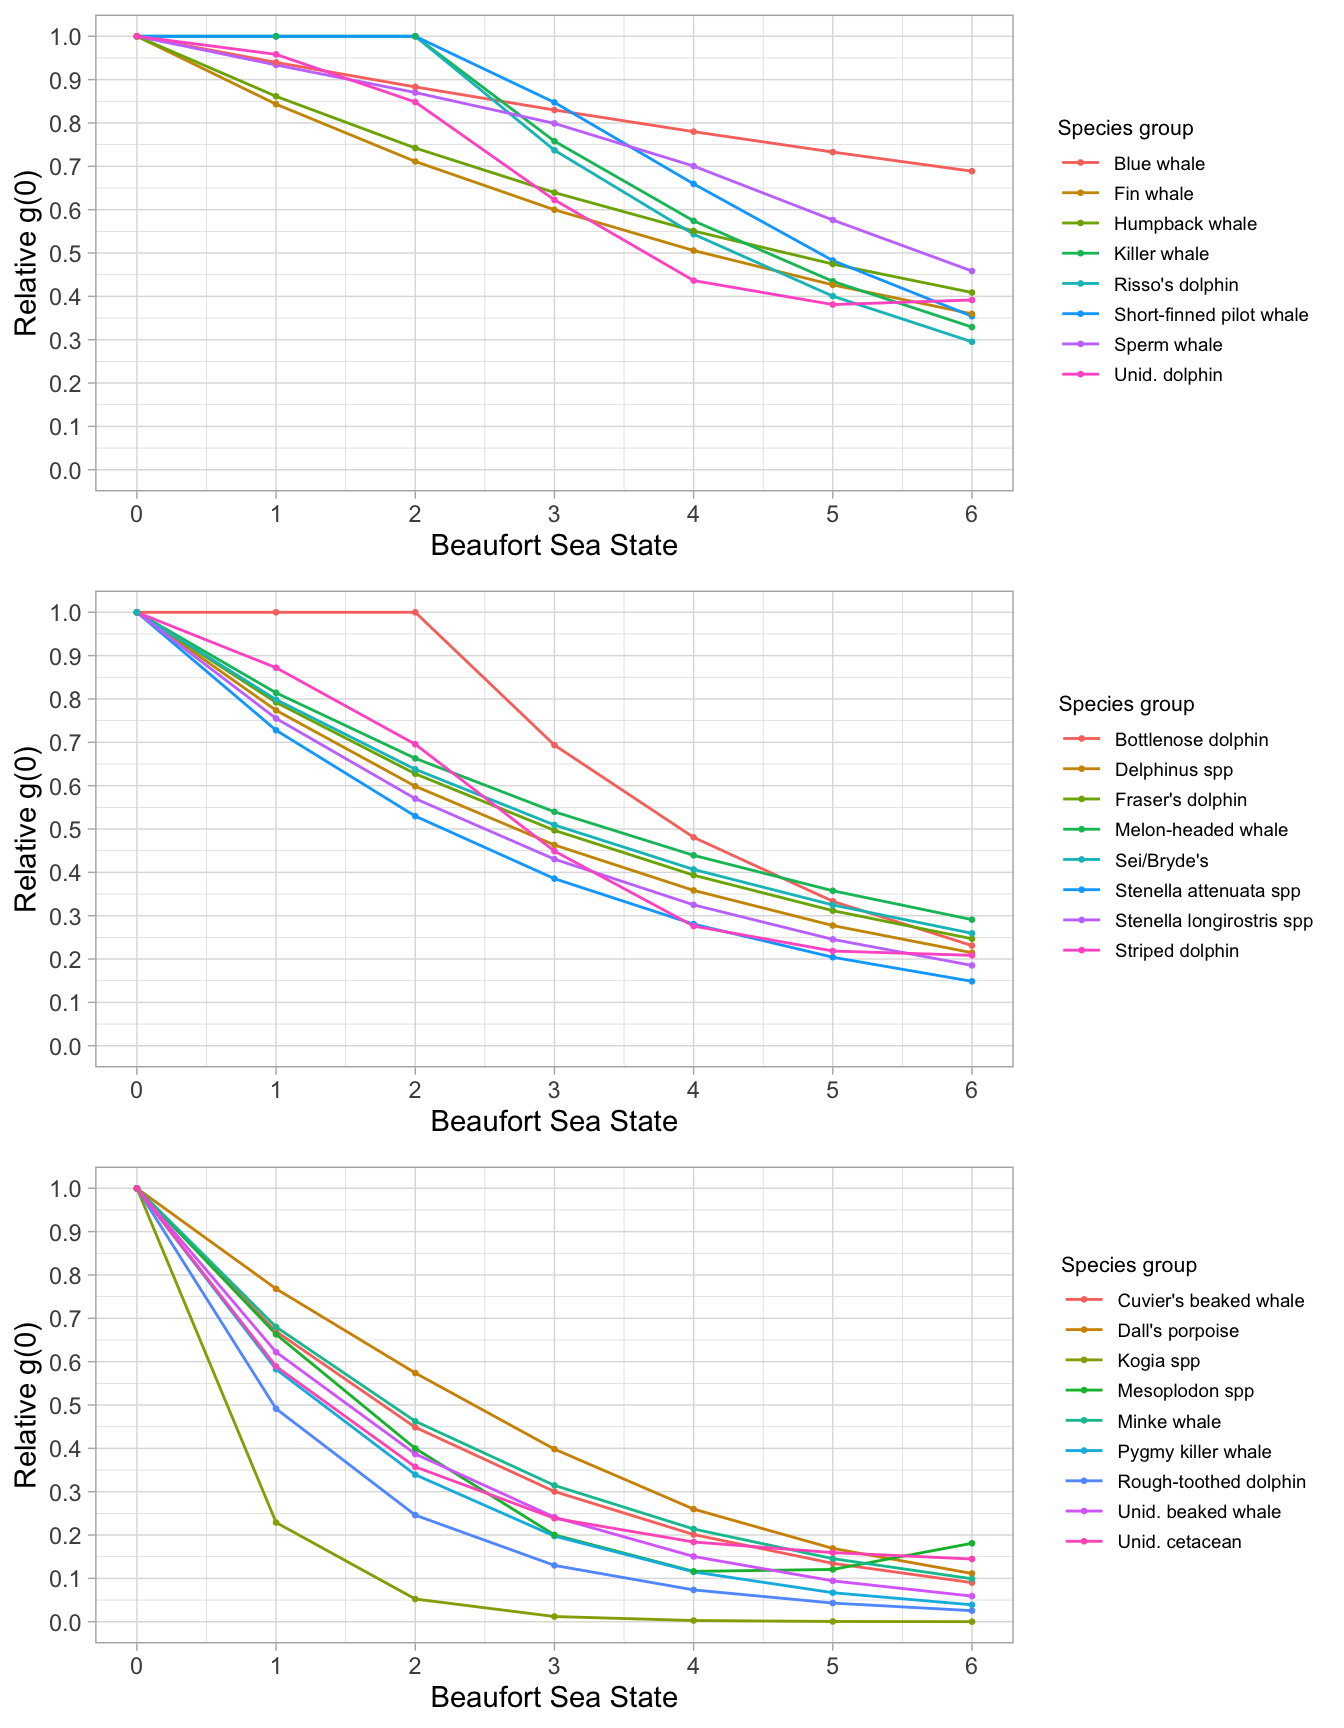 Relative g(0)
1.0
0.9
0.8
0.7
0.6
0.5
0.4
0.3
0.2
0.1
0.0
0 1 2 3 4 5 6
Beaufort Sea State
Species group
Blue whale
Fin whale
Humpback whale
Killer whale
Risso's dolphin
Short-finned pilot whale
Sperm whale
Unid. dolphin
Relative g(0)
1.0
0.9
0.8
0.7
0.6
0.5
0.4
0.3
0.2
0.1
0.0
0 1 2 3 4 5 6
Beaufort Sea State
Species group
Bottlenose dolphin
Delphinus spp
Fraser's dolphin
Melon-headed whale
Sei/Bryde's
Stenella attenuata spp
Stenella longirostris spp
Striped dolphin
Relative g(0)
1.0
0.9
0.8
0.7
0.6
0.5
0.4
0.3
0.2
0.1
0.0
0 1 2 3 4 5 6
Beaufort Sea State
Species group
Cuvier's beaked whale
Dall's porpoise
Kogia spp
Mesoplodon spp
Minke whale
Pygmy killer whale
Rough-toothed dolphin
Unid. beaked whale
Unid. cetacean